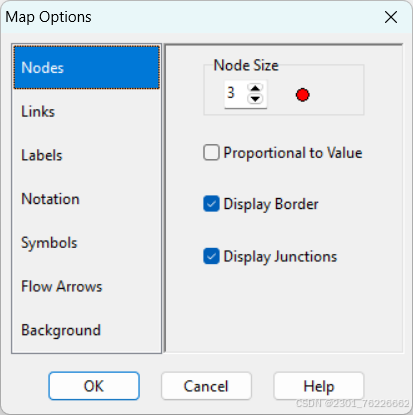 Map Options
Nodes
Links
Labels
Notation
Symbols
Flow Arrows
Background
Node Size
3
Proportional to Value
Display Border
Display Junctions
OK
Cancel
Help
CSDN @2301_76226662